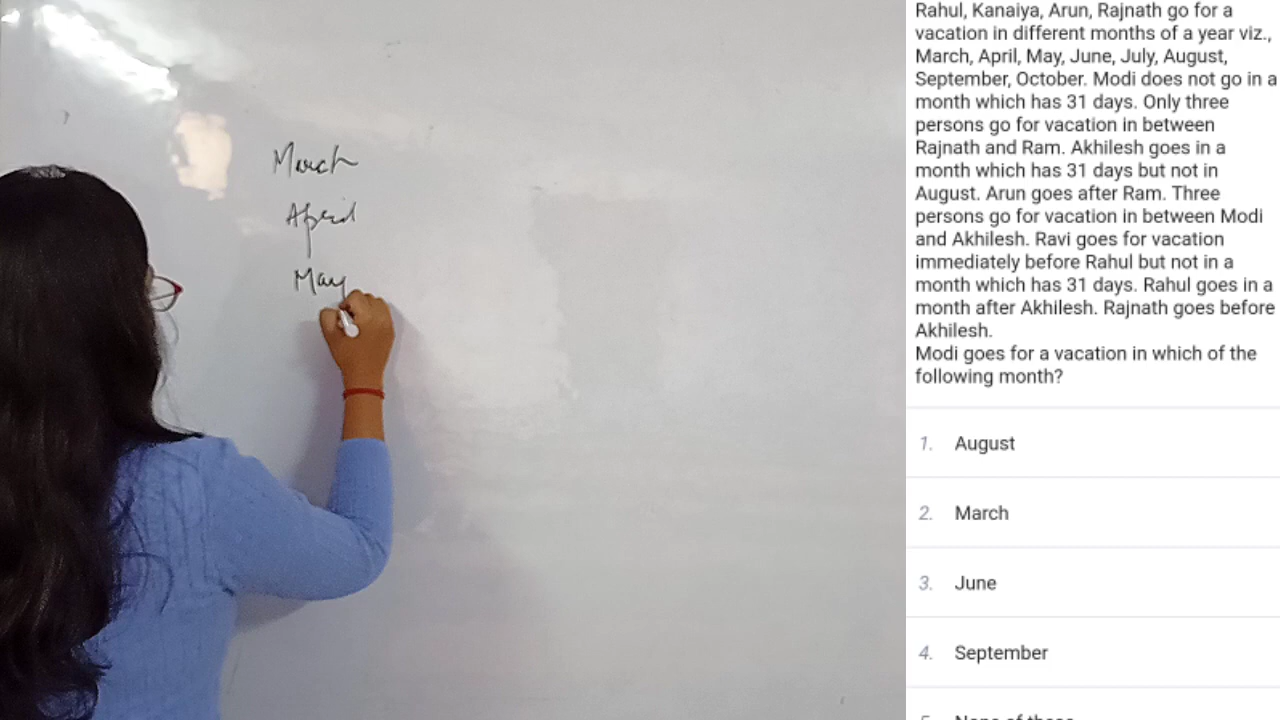 March
April
May
Rahul, Kanaiya, Arun, Rajnath go for a
vacation in different months of a year viz.,
March, April, May, June, July, August,
September, October. Modi does not go in a
month which has 31 days. Only three
persons go for vacation in between
Rajnath and Ram. Akhilesh goes in a
month which has 31 days but not in
August. Arun goes after Ram. Three
persons go for vacation in between Modi
and Akhilesh. Ravi goes for vacation
immediately before Rahul but not in a
month which has 31 days. Rahul goes in a
month after Akhilesh. Rajnath goes before
Akhilesh.
Modi goes for a vacation in which of the
following month?
1. August
2. March
3. June
4. September